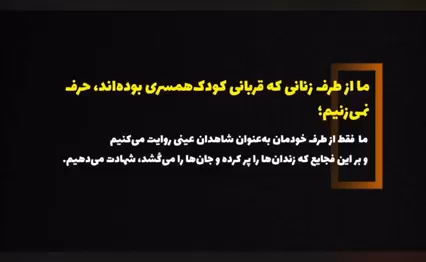 ما از طرف زنانی که قربانی کودک‌همسری بوده‌اند، حرف
نمی‌زنیم؛
ما فقط از طرف خودمان به‌عنوان شاهدان عینی روایت می‌کنیم
و بر این فجایع که زندان‌ها را پر کرده و جان‌ها را می‌کُشد، شهادت می‌دهیم.